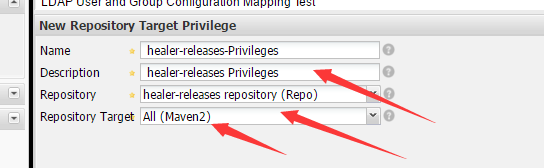 LDAP User and Group Configuration Mapping Test
New Repository Target Privilege
Name healer-releases-Privileges
Description healer-releases Privileges
Repository healer-releases repository (Repo)
Repository Target All (Maven2)